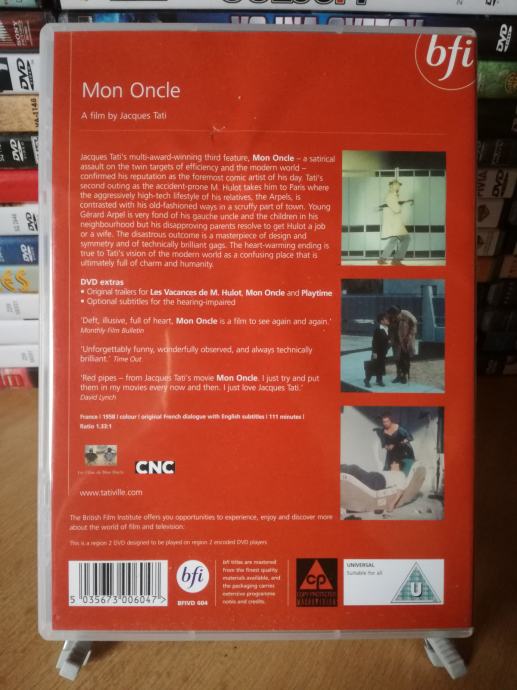 bfi
Mon Oncle
A film by Jacques Tati
Jacques Tati's multi-award-winning third feature, Mon Oncle – a satirical
assault on the twin targets of efficiency and the modern world –
confirmed his reputation as the foremost comic artist of his day. Tati's
second outing as the accident-prone M. Hulot takes him to Paris where
the aggressively high-tech lifestyle of his relatives, the Arpels, is
contrasted with his old-fashioned ways in a scruffy part of town. Young
Gérard Arpel is very fond of his gauche uncle and the children in his
neighbourhood but his disapproving parents resolve to get Hulot a job
or a wife. The disastrous outcome is a masterpiece of design and
symmetry and of technically brilliant gags. The heart-warming ending is
true to Tati's vision of the modern world as a confusing place that is
ultimately full of charm and humanity.
DVD extras
• Original trailers for Les Vacances de M. Hulot, Mon Oncle and Playtime
• Optional subtitles for the hearing-impaired
'Deft, illusive, full of heart, Mon Oncle is a film to see again and again.'
Monthly Film Bulletin
'Unforgettably funny, wonderfully observed, and always technically
brilliant.' Time Out
'Red pipes – from Jacques Tati's movie Mon Oncle. I just try and put
them in my movies every now and then. I just love Jacques Tati.'
David Lynch
France | 1958 | colour | original French dialogue with English subtitles | 111 minutes |
Ratio 1.33:1
Les Films de Mon Oncle
CNC
www.tativille.com
The British Film Institute offers you opportunities to experience, enjoy and discover more
about the world of film and television.
This is a region 2 DVD designed to be played on region 2 encoded DVD players
5 035673 006047 >
bfi
BFIVD 604
bfi titles are mastered
from the finest quality
materials available, and
the packaging carries
extensive programme
notes and credits.
cp
COPY PROTECTED
MACROVISION
UNIVERSAL
Suitable for all
U